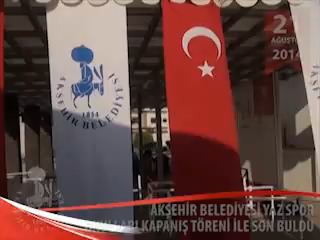 2
AĞUSTOS
2014
AKŞEHİR BELEDİYESİ
1854
AKŞEHİR BELEDİYESİ YAZ SPOR
KAPANIŞ TÖRENİ İLE SON BULDU